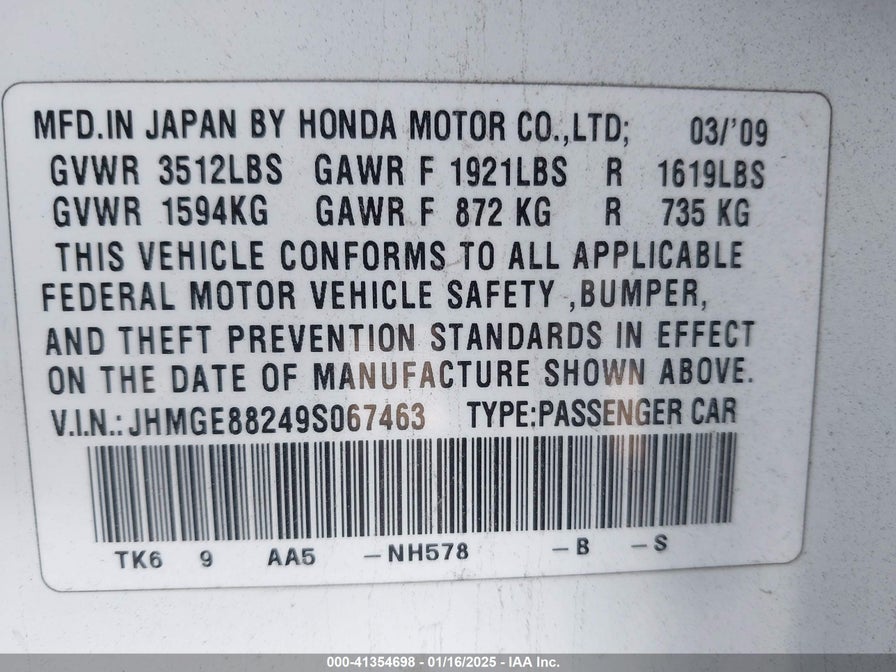 MFD.IN JAPAN BY HONDA MOTOR CO.,LTD; 03/'09
GVWR 3512LBS GAWR F 1921LBS R 1619LBS
GVWR 1594KG GAWR F 872 KG R 735 KG
THIS VEHICLE CONFORMS TO ALL APPLICABLE
FEDERAL MOTOR VEHICLE SAFETY ,BUMPER,
AND THEFT PREVENTION STANDARDS IN EFFECT
ON THE DATE OF MANUFACTURE SHOWN ABOVE.
V.I.N.: JHMGE88249S067463 TYPE:PASSENGER CAR
TK6 9 AA5 -NH578 -B -S
000-41354698 - 01/16/2025 - IAA Inc.